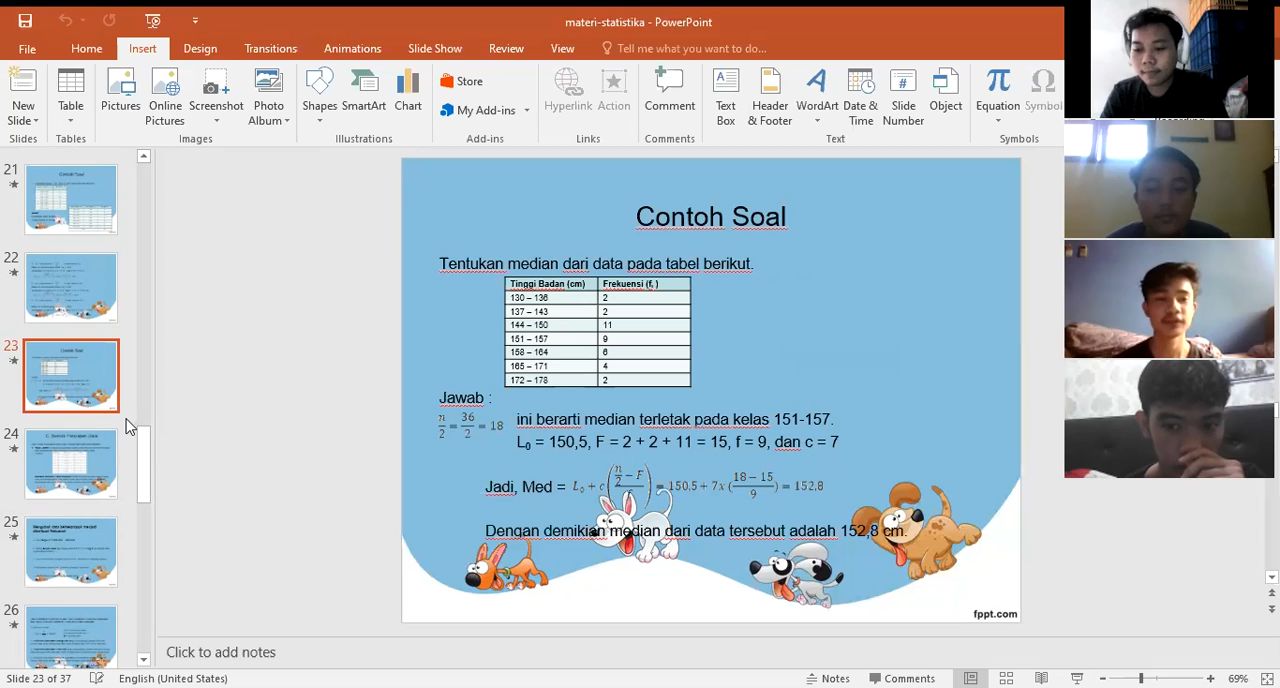 materi-statistika - PowerPoint
File Home Insert Design Transitions Animations Slide Show Review View Tell me what you want to do...
New Slide Table Pictures Online Pictures Screenshot Photo Album Shapes SmartArt Chart Store My Add-ins Hyperlink Action Comment Text Box Header & Footer WordArt Date & Time Slide Number Object Equation Symbol
Slides Tables Images Illustrations Add-ins Links Comments Text Symbols
21
22
23
24
25
26
Contoh Soal
Tentukan median dari data pada tabel berikut.
Tinggi Badan (cm) Frekuensi (fᵢ)
130 – 136 2
137 – 143 2
144 – 150 11
151 – 157 9
158 – 164 6
165 – 171 4
172 – 178 2
Jawab :
n/2 = 36/2 = 18 ini berarti median terletak pada kelas 151-157.
L₀ = 150,5, F = 2 + 2 + 11 = 15, f = 9, dan c = 7
Jadi, Med = L₀ + c(n/2 − F / f) = 150,5 + 7x (18 − 15 / 9) = 152,8
Dengan demikian median dari data tersebut adalah 152,8 cm.
fppt.com
Click to add notes
Slide 23 of 37 English (United States) Notes Comments 69%